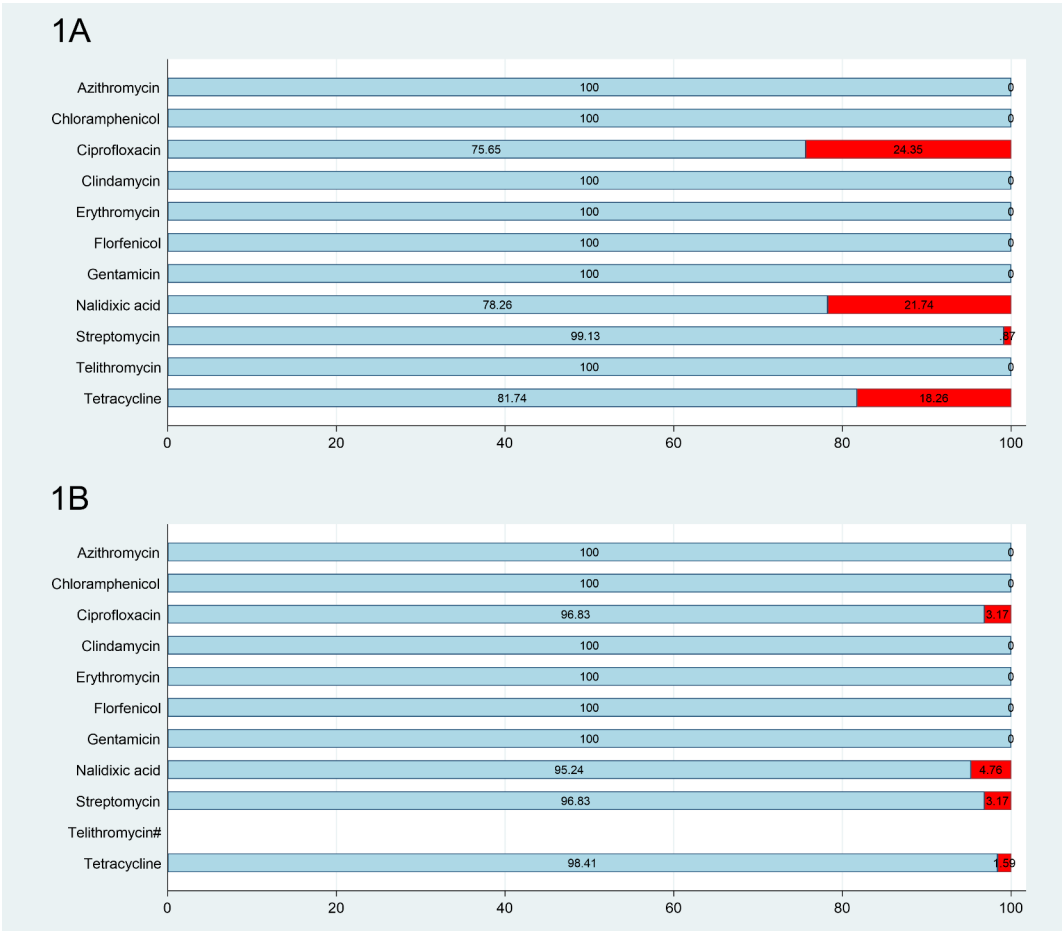 1A
Azithromycin 100 0
Chloramphenicol 100 0
Ciprofloxacin 75.65 24.35
Clindamycin 100 0
Erythromycin 100 0
Florfenicol 100 0
Gentamicin 100 0
Nalidixic acid 78.26 21.74
Streptomycin 99.13 .87
Telithromycin 100 0
Tetracycline 81.74 18.26
0 20 40 60 80 100
1B
Azithromycin 100 0
Chloramphenicol 100 0
Ciprofloxacin 96.83 3.17
Clindamycin 100 0
Erythromycin 100 0
Florfenicol 100 0
Gentamicin 100 0
Nalidixic acid 95.24 4.76
Streptomycin 96.83 3.17
Telithromycin#
Tetracycline 98.41 1.59
0 20 40 60 80 100